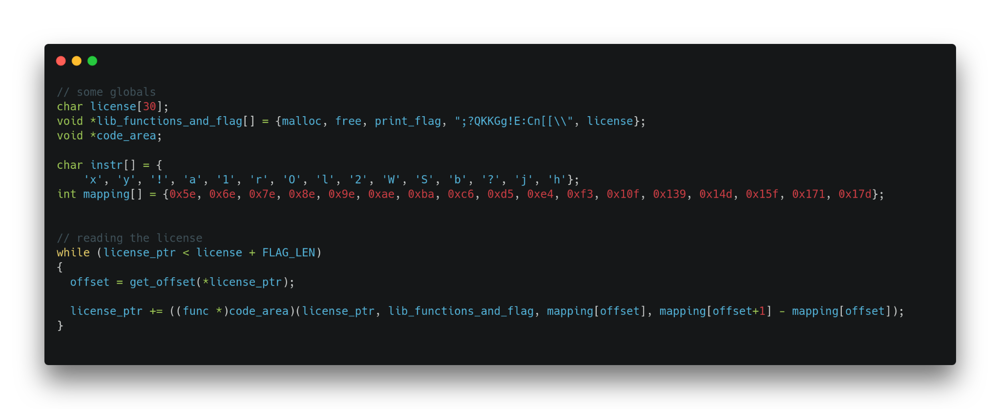 // some globals
char license[30];
void *lib_functions_and_flag[] = {malloc, free, print_flag, ";?QKKGg!E:Cn[[\\", license};
void *code_area;
char instr[] = {
    'x', 'y', '!', 'a', '1', 'r', 'O', 'l', '2', 'W', 'S', 'b', '?', 'j', 'h'};
int mapping[] = {0x5e, 0x6e, 0x7e, 0x8e, 0x9e, 0xae, 0xba, 0xc6, 0xd5, 0xe4, 0xf3, 0x10f, 0x139, 0x14d, 0x15f, 0x171, 0x17d};
// reading the license
while (license_ptr < license + FLAG_LEN)
{
  offset = get_offset(*license_ptr);
  license_ptr += ((func *)code_area)(license_ptr, lib_functions_and_flag, mapping[offset], mapping[offset+1] - mapping[offset]);
}